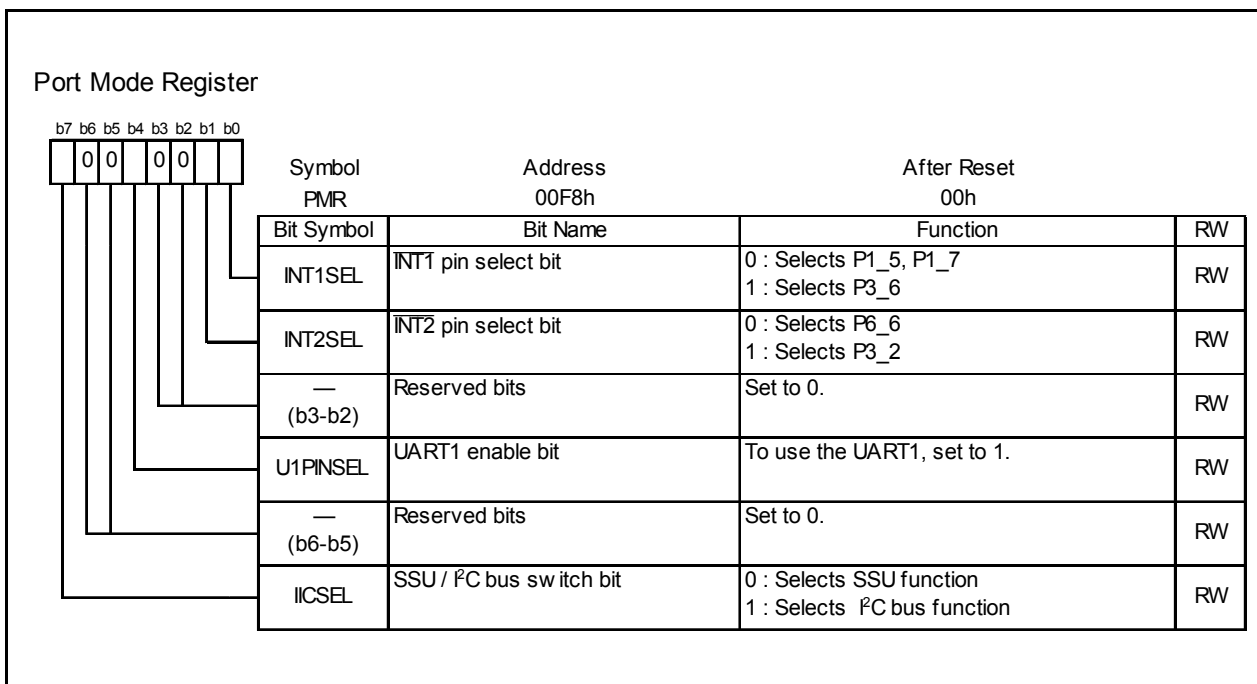 Port Mode Register
b7 b6 b5 b4 b3 b2 b1 b0
0 0 0 0
Symbol Address After Reset
PMR 00F8h 00h
Bit Symbol Bit Name Function RW
INT1SEL INT1 pin select bit 0 : Selects P1_5, P1_7 RW
1 : Selects P3_6
INT2SEL INT2 pin select bit 0 : Selects P6_6 RW
1 : Selects P3_2
— Reserved bits Set to 0. RW
(b3-b2)
U1PINSEL UART1 enable bit To use the UART1, set to 1. RW
— Reserved bits Set to 0. RW
(b6-b5)
IICSEL SSU / I²C bus switch bit 0 : Selects SSU function RW
1 : Selects I²C bus function